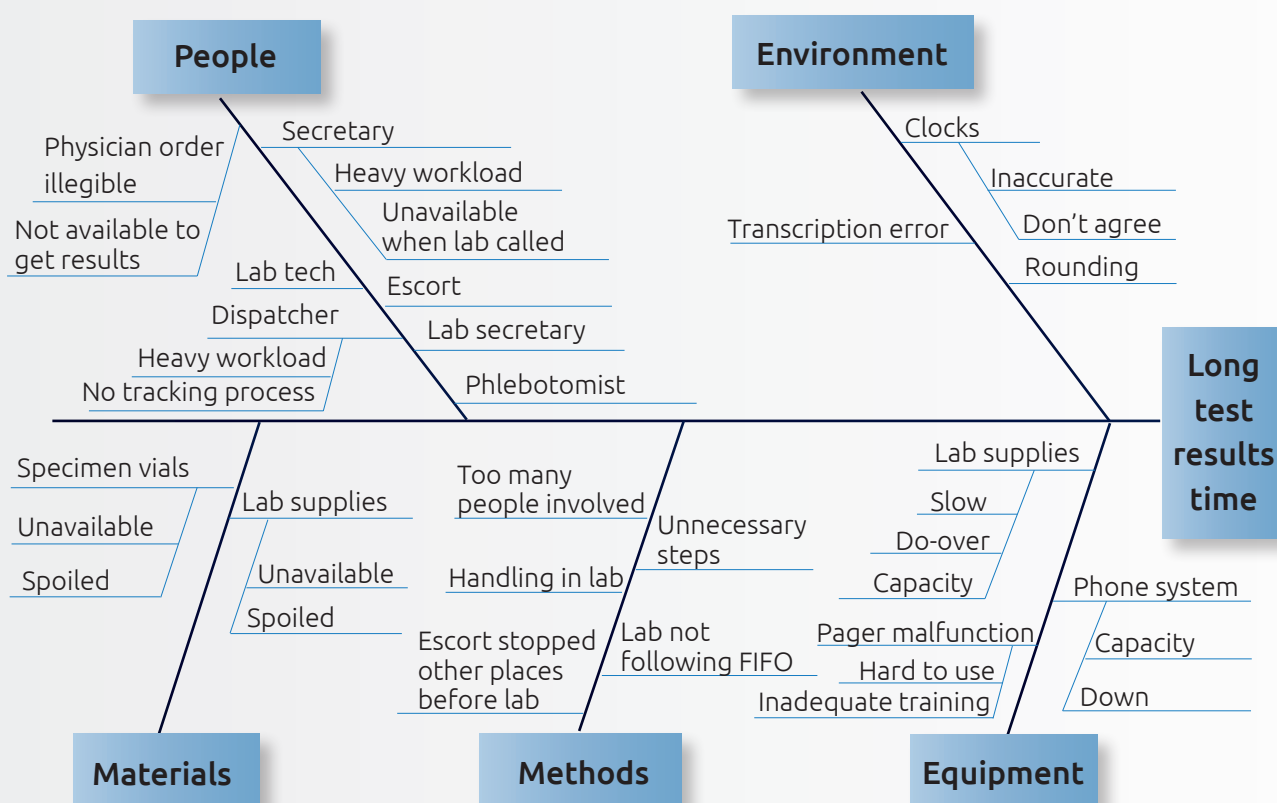 People
Environment
Physician order
illegible
Not available to
get results
Secretary
Heavy workload
Unavailable
when lab called
Lab tech
Escort
Dispatcher
Lab secretary
Heavy workload
No tracking process
Phlebotomist
Clocks
Inaccurate
Don’t agree
Transcription error
Rounding
Long
test
results
time
Specimen vials
Unavailable
Spoiled
Lab supplies
Unavailable
Spoiled
Too many
people involved
Unnecessary
steps
Handling in lab
Escort stopped
other places
before lab
Lab not
following FIFO
Lab supplies
Slow
Do-over
Capacity
Phone system
Capacity
Down
Pager malfunction
Hard to use
Inadequate training
Materials
Methods
Equipment